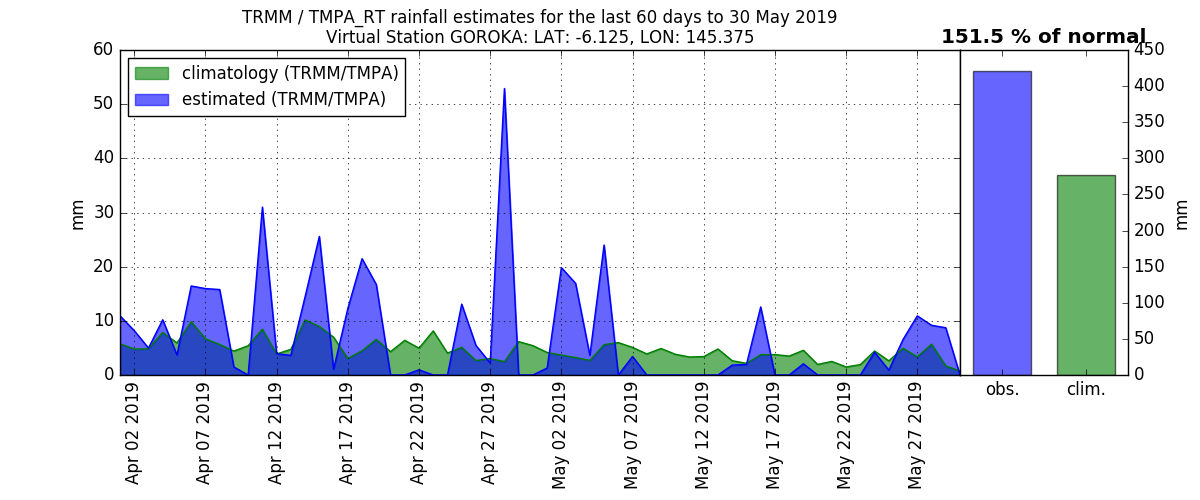 TRMM / TMPA_RT rainfall estimates for the last 60 days to 30 May 2019
Virtual Station GOROKA: LAT: -6.125, LON: 145.375
151.5 % of normal
climatology (TRMM/TMPA)
estimated (TRMM/TMPA)
60
50
40
30
20
10
0
mm
450
400
350
300
250
200
150
100
50
0
mm
Apr 02 2019
Apr 07 2019
Apr 12 2019
Apr 17 2019
Apr 22 2019
Apr 27 2019
May 02 2019
May 07 2019
May 12 2019
May 17 2019
May 22 2019
May 27 2019
obs.
clim.